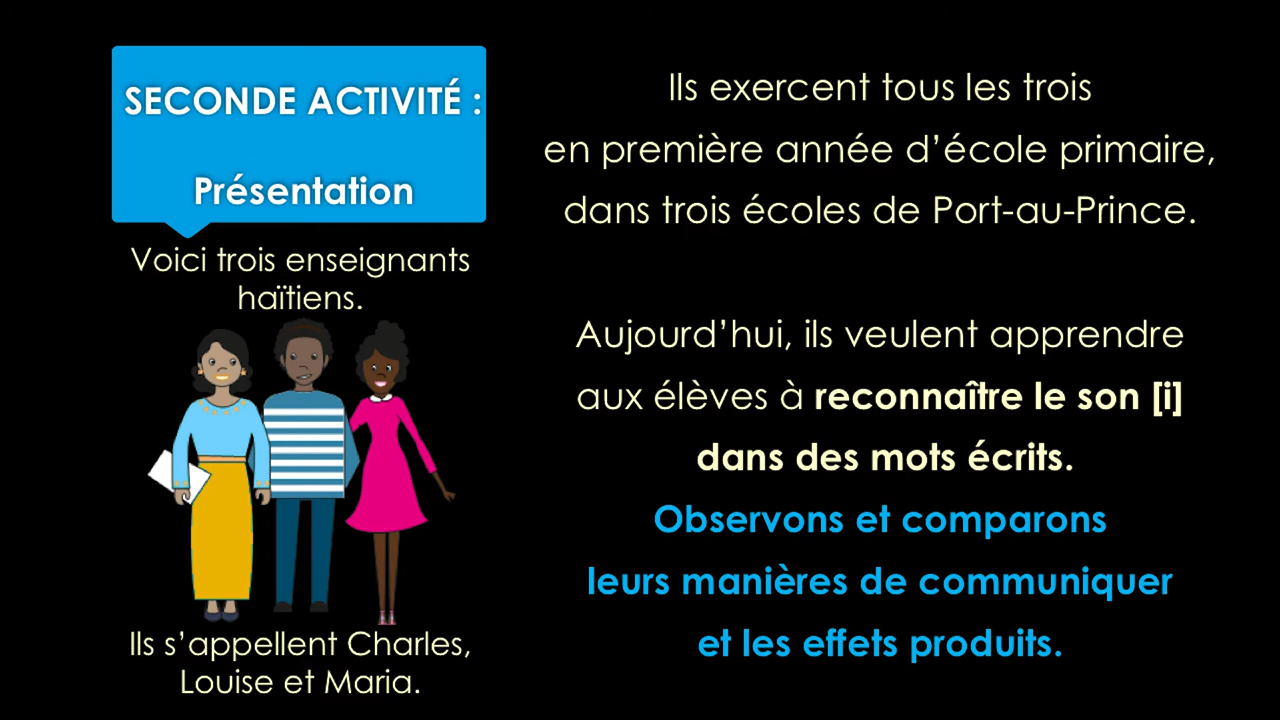 SECONDE ACTIVITÉ :
Présentation
Voici trois enseignants
haïtiens.
Ils s’appellent Charles,
Louise et Maria.
Ils exercent tous les trois
en première année d’école primaire,
dans trois écoles de Port-au-Prince.
Aujourd’hui, ils veulent apprendre
aux élèves à reconnaître le son [i]
dans des mots écrits.
Observons et comparons
leurs manières de communiquer
et les effets produits.